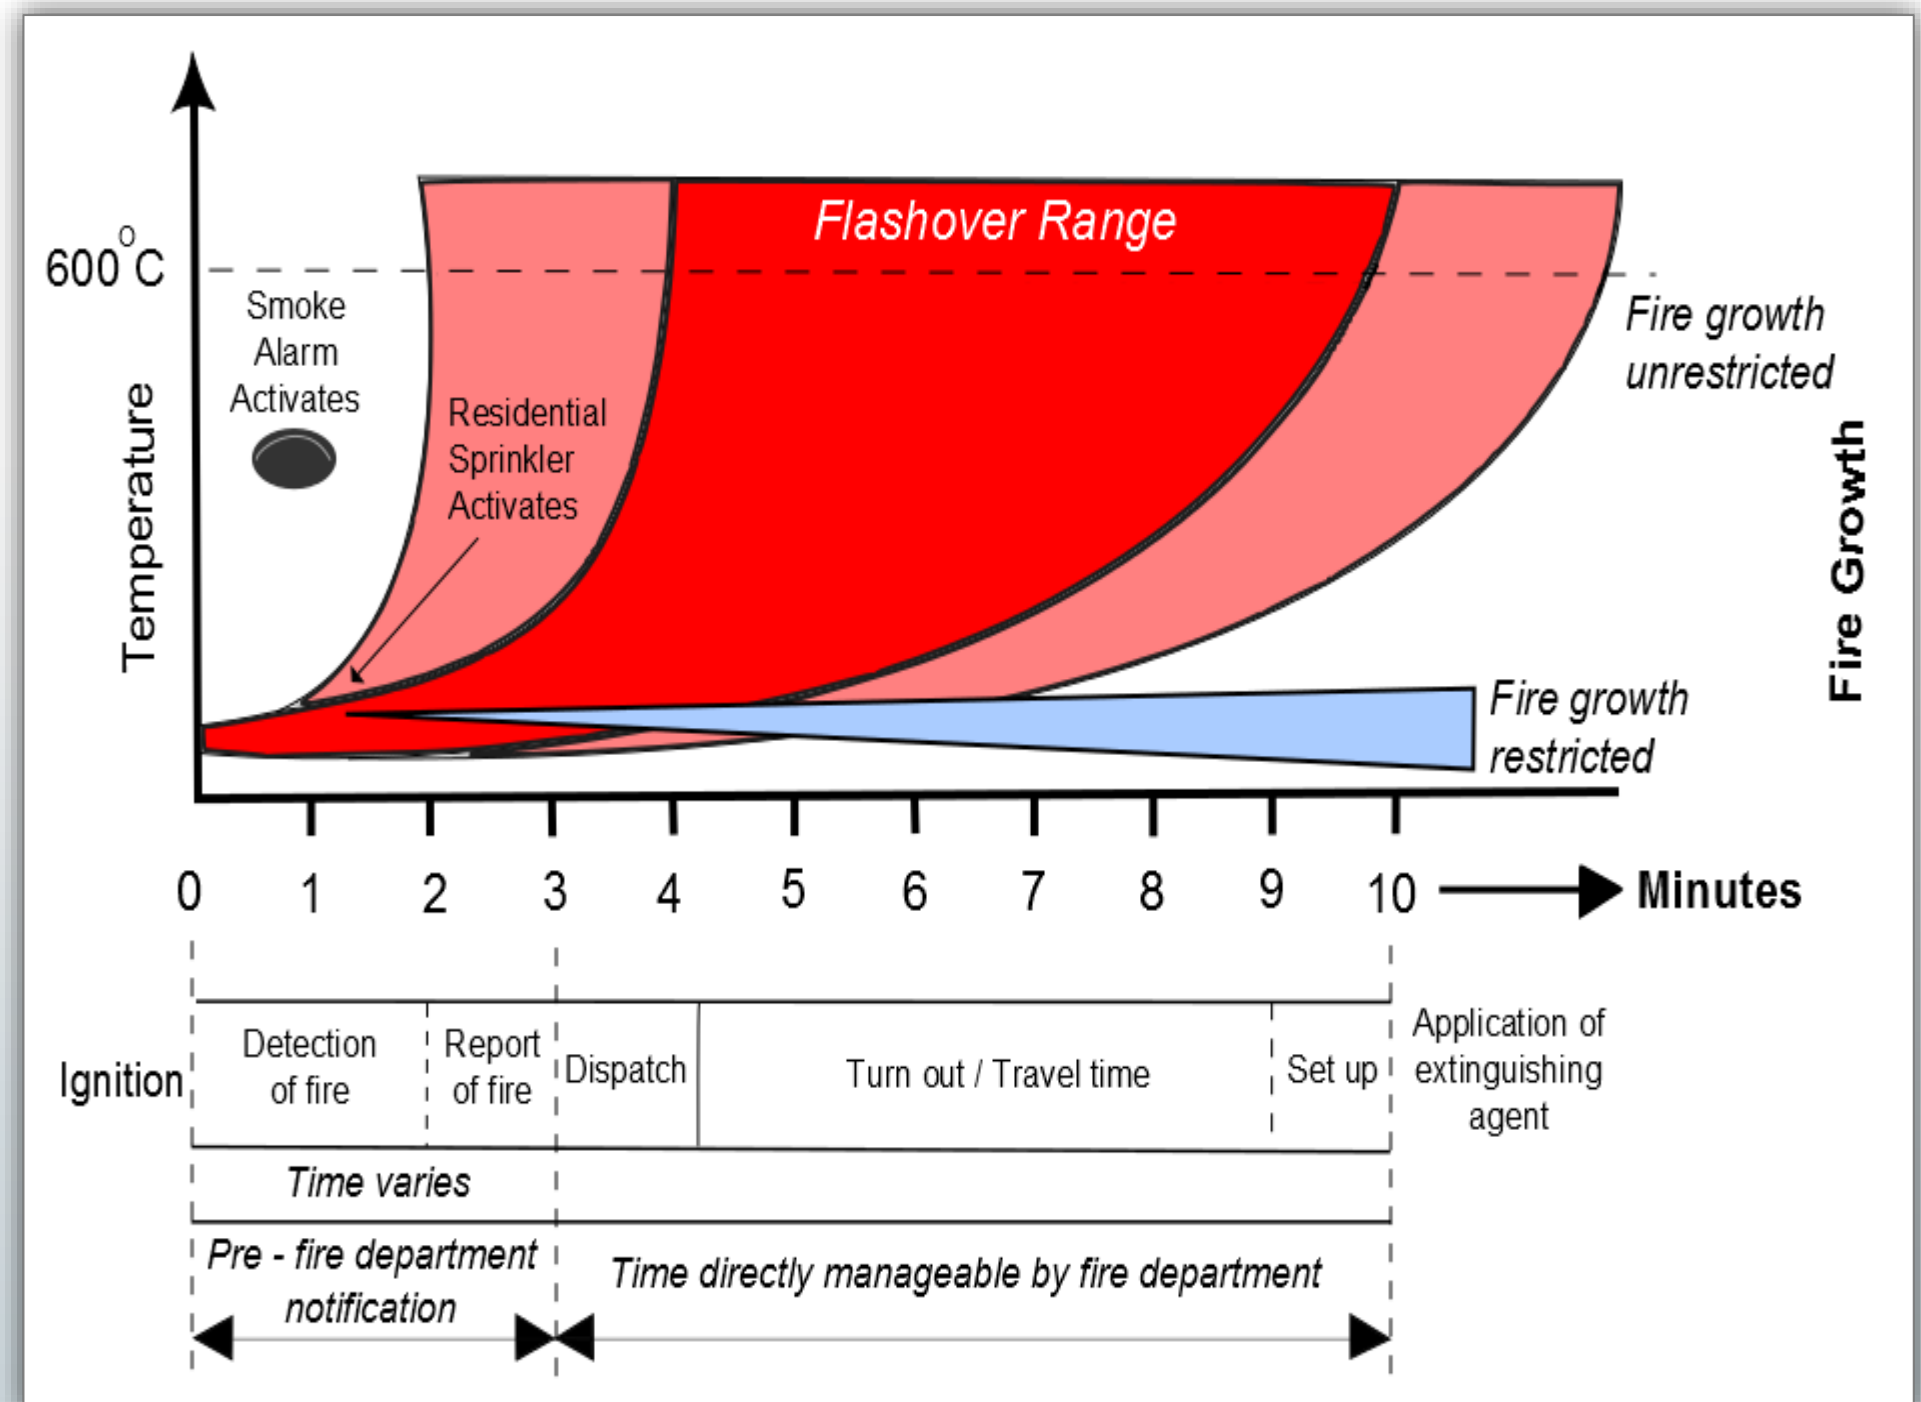 Flashover Range
600°C
Smoke
Alarm
Activates
Residential
Sprinkler
Activates
Fire growth
unrestricted
Temperature
Fire Growth
Fire growth
restricted
0 1 2 3 4 5 6 7 8 9 10 Minutes
Ignition
Detection
of fire
Report
of fire
Dispatch
Turn out / Travel time
Set up
Application of
extinguishing
agent
Time varies
Pre - fire department
notification
Time directly manageable by fire department